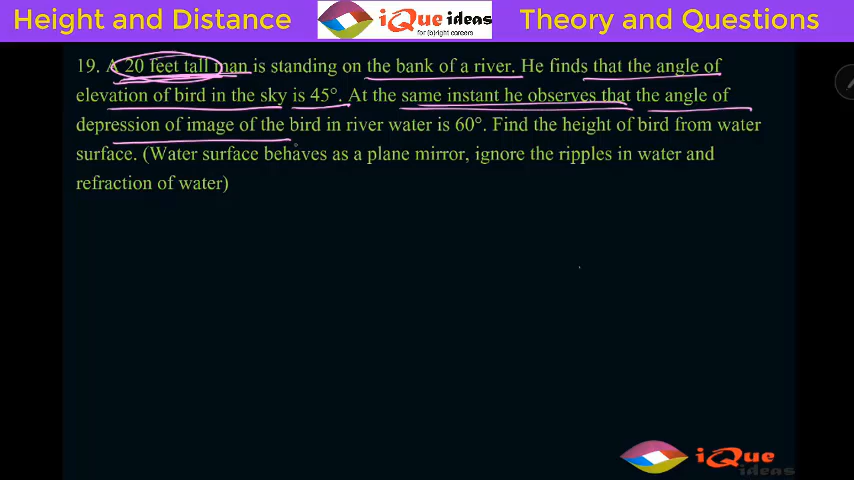 Height and Distance
iQue ideas
for (b)right careers
Theory and Questions
19. A 20 feet tall man is standing on the bank of a river. He finds that the angle of
elevation of bird in the sky is 45°. At the same instant he observes that the angle of
depression of image of the bird in river water is 60°. Find the height of bird from water
surface. (Water surface behaves as a plane mirror, ignore the ripples in water and
refraction of water)
iQue
ideas